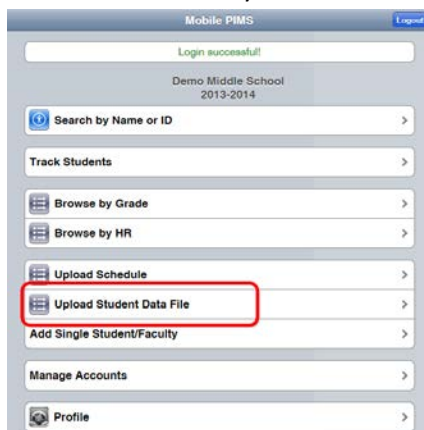 Mobile PIMS
Logout
Login successful!
Demo Middle School
2013-2014
Search by Name or ID
Track Students
Browse by Grade
Browse by HR
Upload Schedule
Upload Student Data File
Add Single Student/Faculty
Manage Accounts
Profile